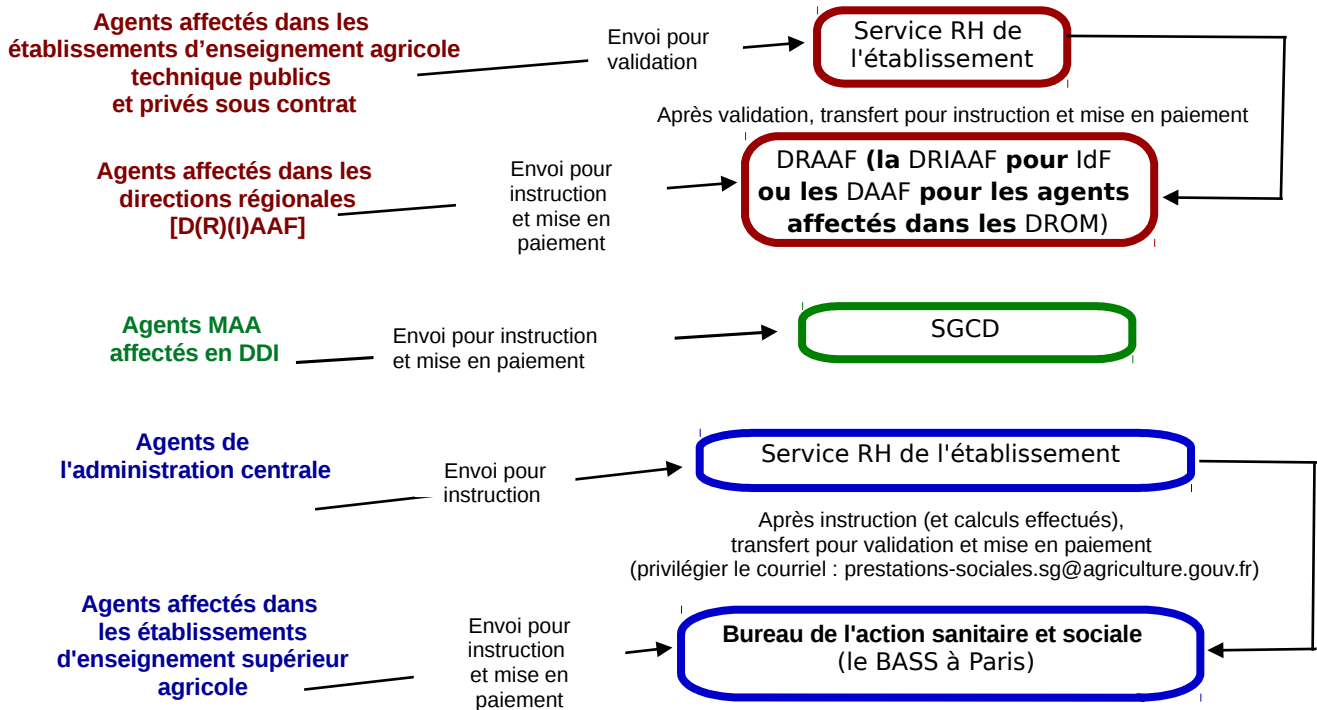 Agents affectés dans les
établissements d'enseignement agricole
technique publics
et privés sous contrat
Envoi pour
validation
Service RH de
l'établissement
Après validation, transfert pour instruction et mise en paiement
Agents affectés dans les
directions régionales
[D(R)(I)AAF]
Envoi pour
instruction
et mise en
paiement
DRAAF (la DRIAAF pour IdF
ou les DAAF pour les agents
affectés dans les DROM)
Agents MAA
affectés en DDI
Envoi pour instruction
et mise en paiement
SGCD
Agents de
l'administration centrale
Envoi pour
instruction
Service RH de l'établissement
Après instruction (et calculs effectués),
transfert pour validation et mise en paiement
(privilégier le courriel : prestations-sociales.sg@agriculture.gouv.fr)
Agents affectés dans
les établissements
d'enseignement supérieur
agricole
Envoi pour
instruction
et mise en
paiement
Bureau de l'action sanitaire et sociale
(le BASS à Paris)